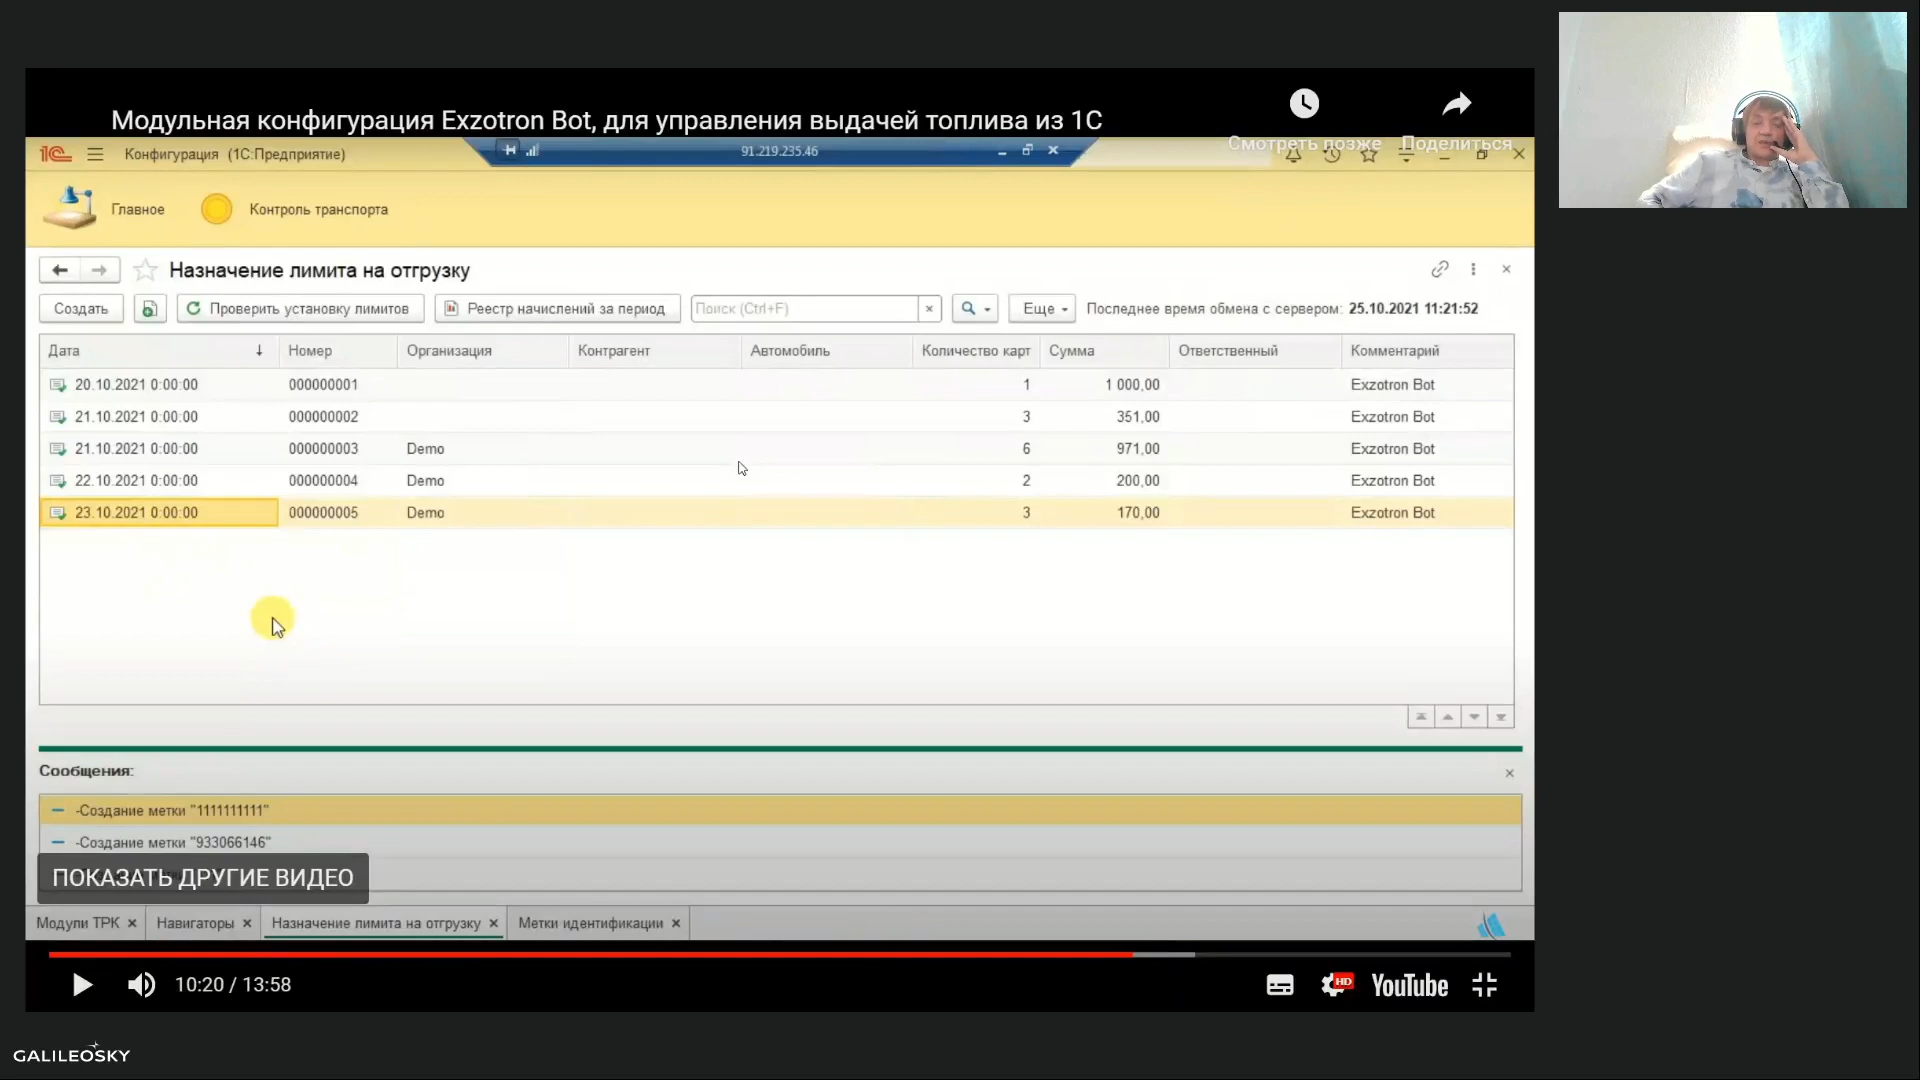 Модульная конфигурация Exzotron Bot, для управления выдачей топлива из 1С
Смотреть позже
Поделиться
1С Конфигурация (1С:Предприятие)
91.219.235.46
Главное
Контроль транспорта
Назначение лимита на отгрузку
Создать Проверить установку лимитов Реестр начислений за период Поиск (Ctrl+F) Еще Последнее время обмена с сервером: 25.10.2021 11:21:52
Дата Номер Организация Контрагент Автомобиль Количество карт Сумма Ответственный Комментарий
20.10.2021 0:00:00 000000001 1 1 000,00 Exzotron Bot
21.10.2021 0:00:00 000000002 3 351,00 Exzotron Bot
21.10.2021 0:00:00 000000003 Demo 6 971,00 Exzotron Bot
22.10.2021 0:00:00 000000004 Demo 2 200,00 Exzotron Bot
23.10.2021 0:00:00 000000005 Demo 3 170,00 Exzotron Bot
Сообщения:
-Создание метки "1111111111"
-Создание метки "933066146"
ПОКАЗАТЬ ДРУГИЕ ВИДЕО
Модули ТРК Навигаторы Назначение лимита на отгрузку Метки идентификации
10:20 / 13:58
HD
YouTube
GALILEOSKY